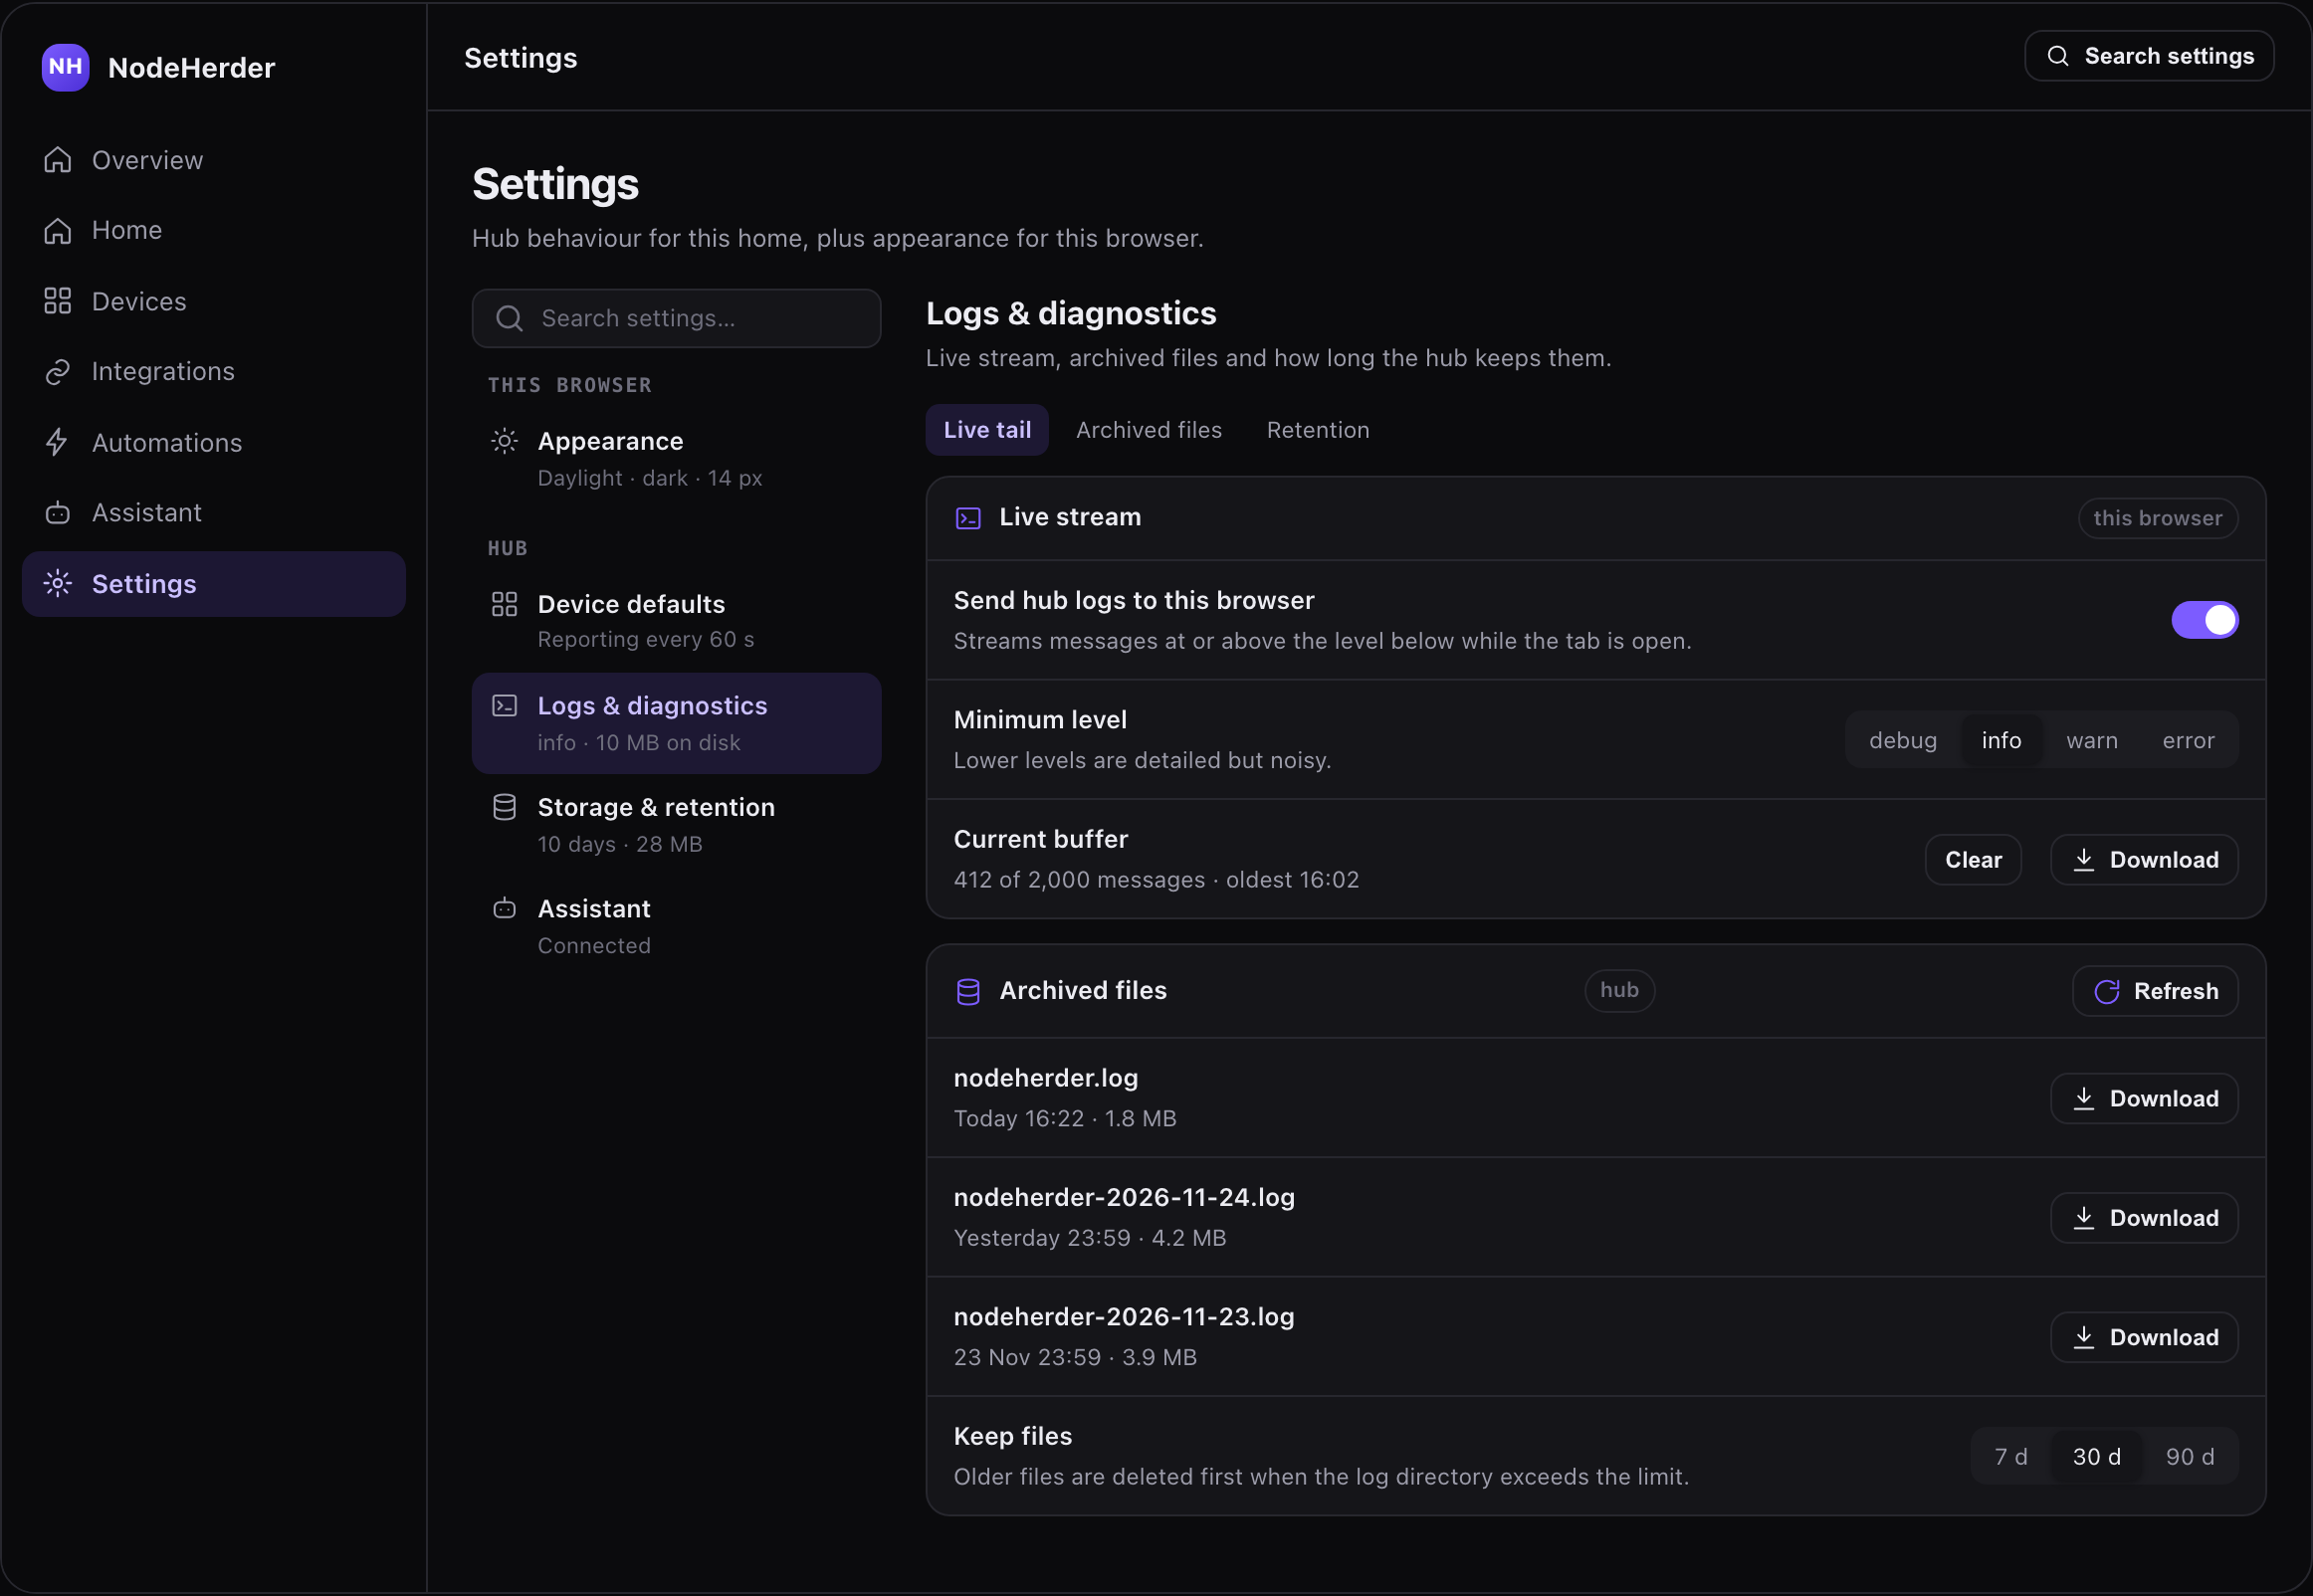 NH NodeHerder
Overview
Home
Devices
Integrations
Automations
Assistant
Settings
Settings
Search settings
Settings
Hub behaviour for this home, plus appearance for this browser.
Search settings...
THIS BROWSER
Appearance
Daylight · dark · 14 px
HUB
Device defaults
Reporting every 60 s
Logs & diagnostics
info · 10 MB on disk
Storage & retention
10 days · 28 MB
Assistant
Connected
Logs & diagnostics
Live stream, archived files and how long the hub keeps them.
Live tail Archived files Retention
Live stream this browser
Send hub logs to this browser
Streams messages at or above the level below while the tab is open.
Minimum level
Lower levels are detailed but noisy.
debug info warn error
Current buffer
412 of 2,000 messages · oldest 16:02
Clear Download
Archived files hub Refresh
nodeherder.log
Today 16:22 · 1.8 MB
Download
nodeherder-2026-11-24.log
Yesterday 23:59 · 4.2 MB
Download
nodeherder-2026-11-23.log
23 Nov 23:59 · 3.9 MB
Download
Keep files
Older files are deleted first when the log directory exceeds the limit.
7 d 30 d 90 d